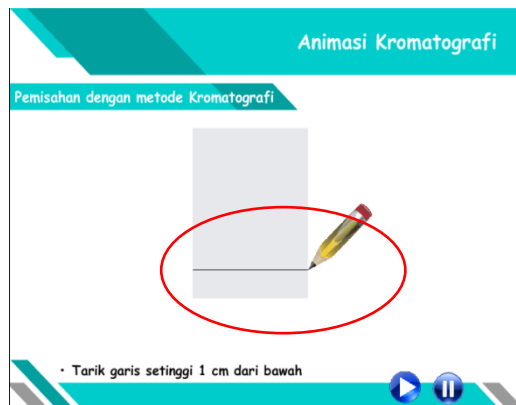 Animasi Kromatografi
Pemisahan dengan metode Kromatografi
• Tarik garis setinggi 1 cm dari bawah